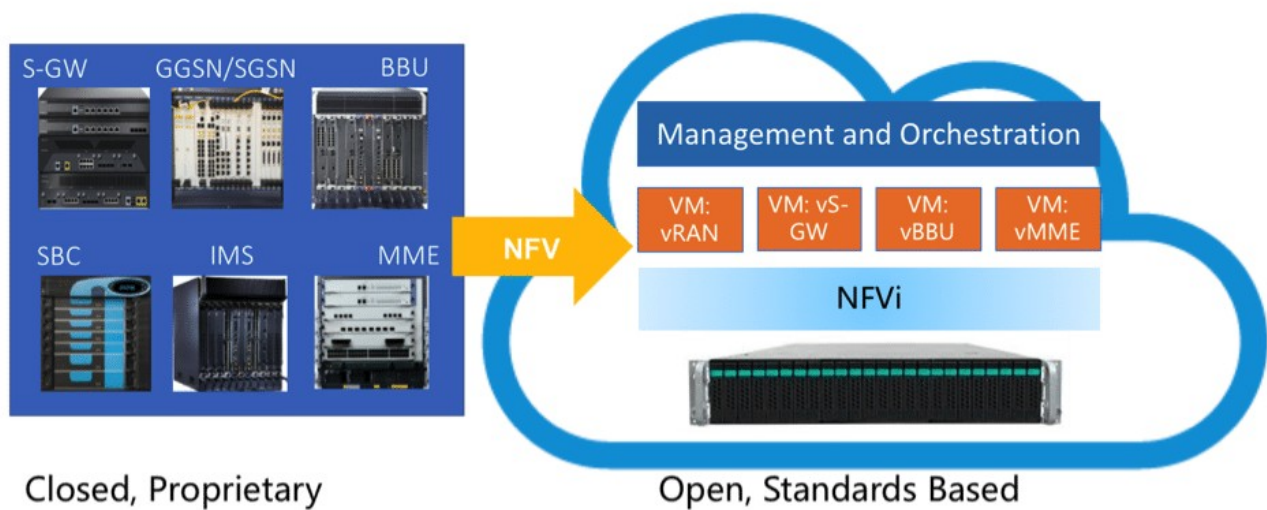 S-GW GGSN/SGSN BBU
SBC IMS MME
NFV
Management and Orchestration
VM:
vRAN
VM: vS-
GW
VM:
vBBU
VM:
vMME
NFVi
Closed, Proprietary
Open, Standards Based